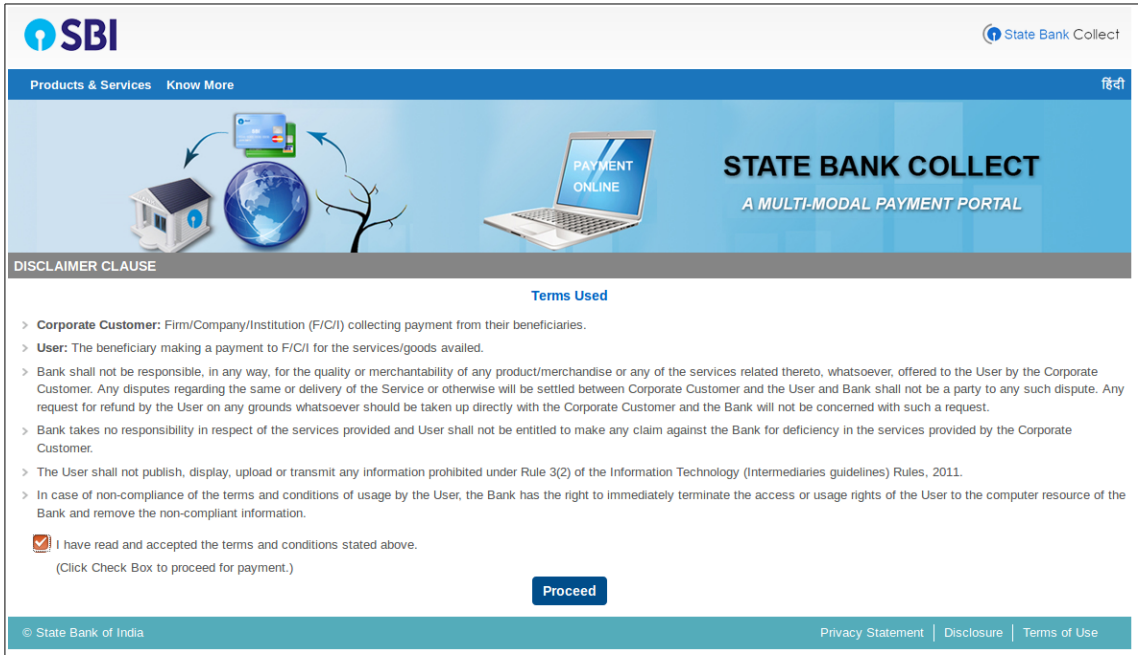 SBI
State Bank Collect
Products & Services Know More हिंदी
PAYMENT
ONLINE
STATE BANK COLLECT
A MULTI-MODAL PAYMENT PORTAL
DISCLAIMER CLAUSE
Terms Used
Corporate Customer: Firm/Company/Institution (F/C/I) collecting payment from their beneficiaries.
User: The beneficiary making a payment to F/C/I for the services/goods availed.
Bank shall not be responsible, in any way, for the quality or merchantability of any product/merchandise or any of the services related thereto, whatsoever, offered to the User by the Corporate
Customer. Any disputes regarding the same or delivery of the Service or otherwise will be settled between Corporate Customer and the User and Bank shall not be a party to any such dispute. Any
request for refund by the User on any grounds whatsoever should be taken up directly with the Corporate Customer and the Bank will not be concerned with such a request.
Bank takes no responsibility in respect of the services provided and User shall not be entitled to make any claim against the Bank for deficiency in the services provided by the Corporate
Customer.
The User shall not publish, display, upload or transmit any information prohibited under Rule 3(2) of the Information Technology (Intermediaries guidelines) Rules, 2011.
In case of non-compliance of the terms and conditions of usage by the User, the Bank has the right to immediately terminate the access or usage rights of the User to the computer resource of the
Bank and remove the non-compliant information.
I have read and accepted the terms and conditions stated above.
(Click Check Box to proceed for payment.)
Proceed
© State Bank of India Privacy Statement Disclosure Terms of Use